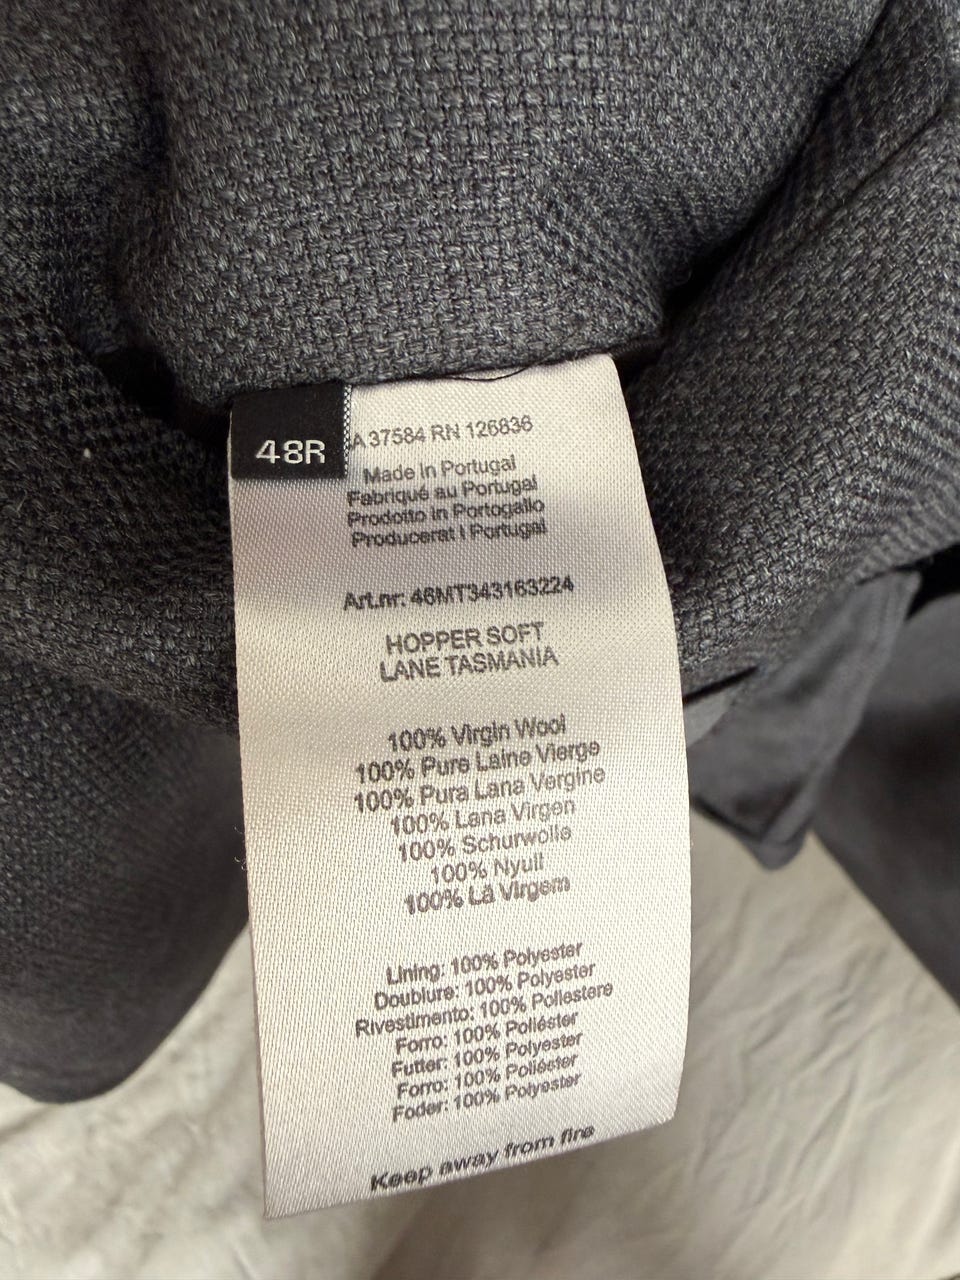 48R
A 37584 RN 126836
Made in Portugal
Fabriqué au Portugal
Prodotto in Portogallo
Producerat i Portugal
Art.nr: 46MT343163224
HOPPER SOFT
LANE TASMANIA
100% Virgin Wool
100% Pure Laine Vierge
100% Pura Lana Vergine
100% Lana Virgen
100% Schurwolle
100% Nyull
100% Lã Virgem
Lining: 100% Polyester
Doublure: 100% Polyester
Rivestimento: 100% Poliestere
Forro: 100% Poliéster
Futter: 100% Polyester
Forro: 100% Poliéster
Foder: 100% Polyester
Keep away from fire